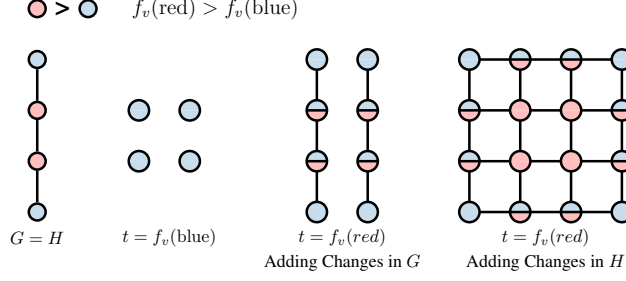 > f_v(red) > f_v(blue)
G = H
t = f_v(blue)
t = f_v(red)
t = f_v(red)
Adding Changes in G
Adding Changes in H